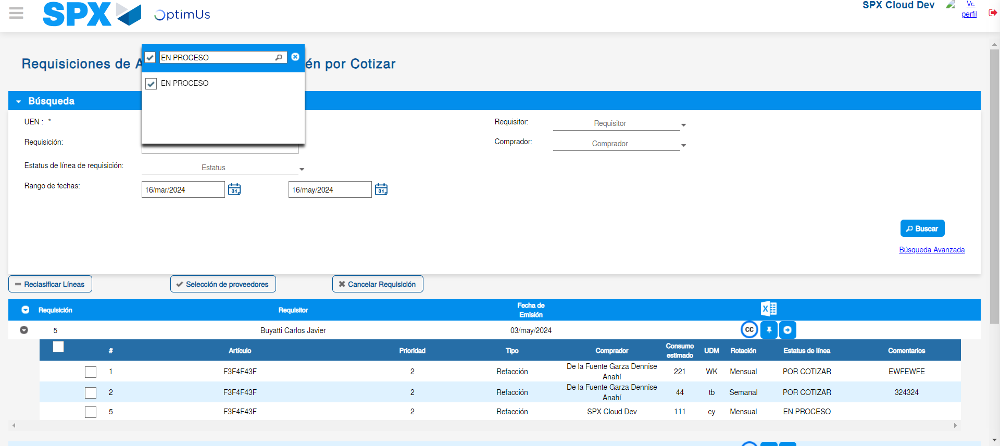 SPX
OptimUs
SPX Cloud Dev
Ve
perfil
EN PROCESO
EN PROCESO
Requisiciones de A
én por Cotizar
Búsqueda
UEN : *
Requisitor:
Requisitor
Requisición:
Comprador:
Comprador
Estatus de línea de requisición:
Estatus
Rango de fechas:
16/mar/2024
31
16/may/2024
31
Buscar
Búsqueda Avanzada
Reclasificar Líneas
Selección de proveedores
Cancelar Requisición
Requisición
Requisitor
Fecha de
Emisión
X
5
Buyatti Carlos Javier
03/may/2024
CC
# Artículo Prioridad Tipo Comprador Consumo
estimado UDM Rotación Estatus de línea Comentarios
1 F3F4F43F 2 Refacción De la Fuente Garza Dennise
Anahí 221 WK Mensual POR COTIZAR EWFEWFE
2 F3F4F43F 2 Refacción De la Fuente Garza Dennise
Anahí 44 tb Semanal POR COTIZAR 324324
5 F3F4F43F 2 Refacción SPX Cloud Dev 111 cy Mensual EN PROCESO